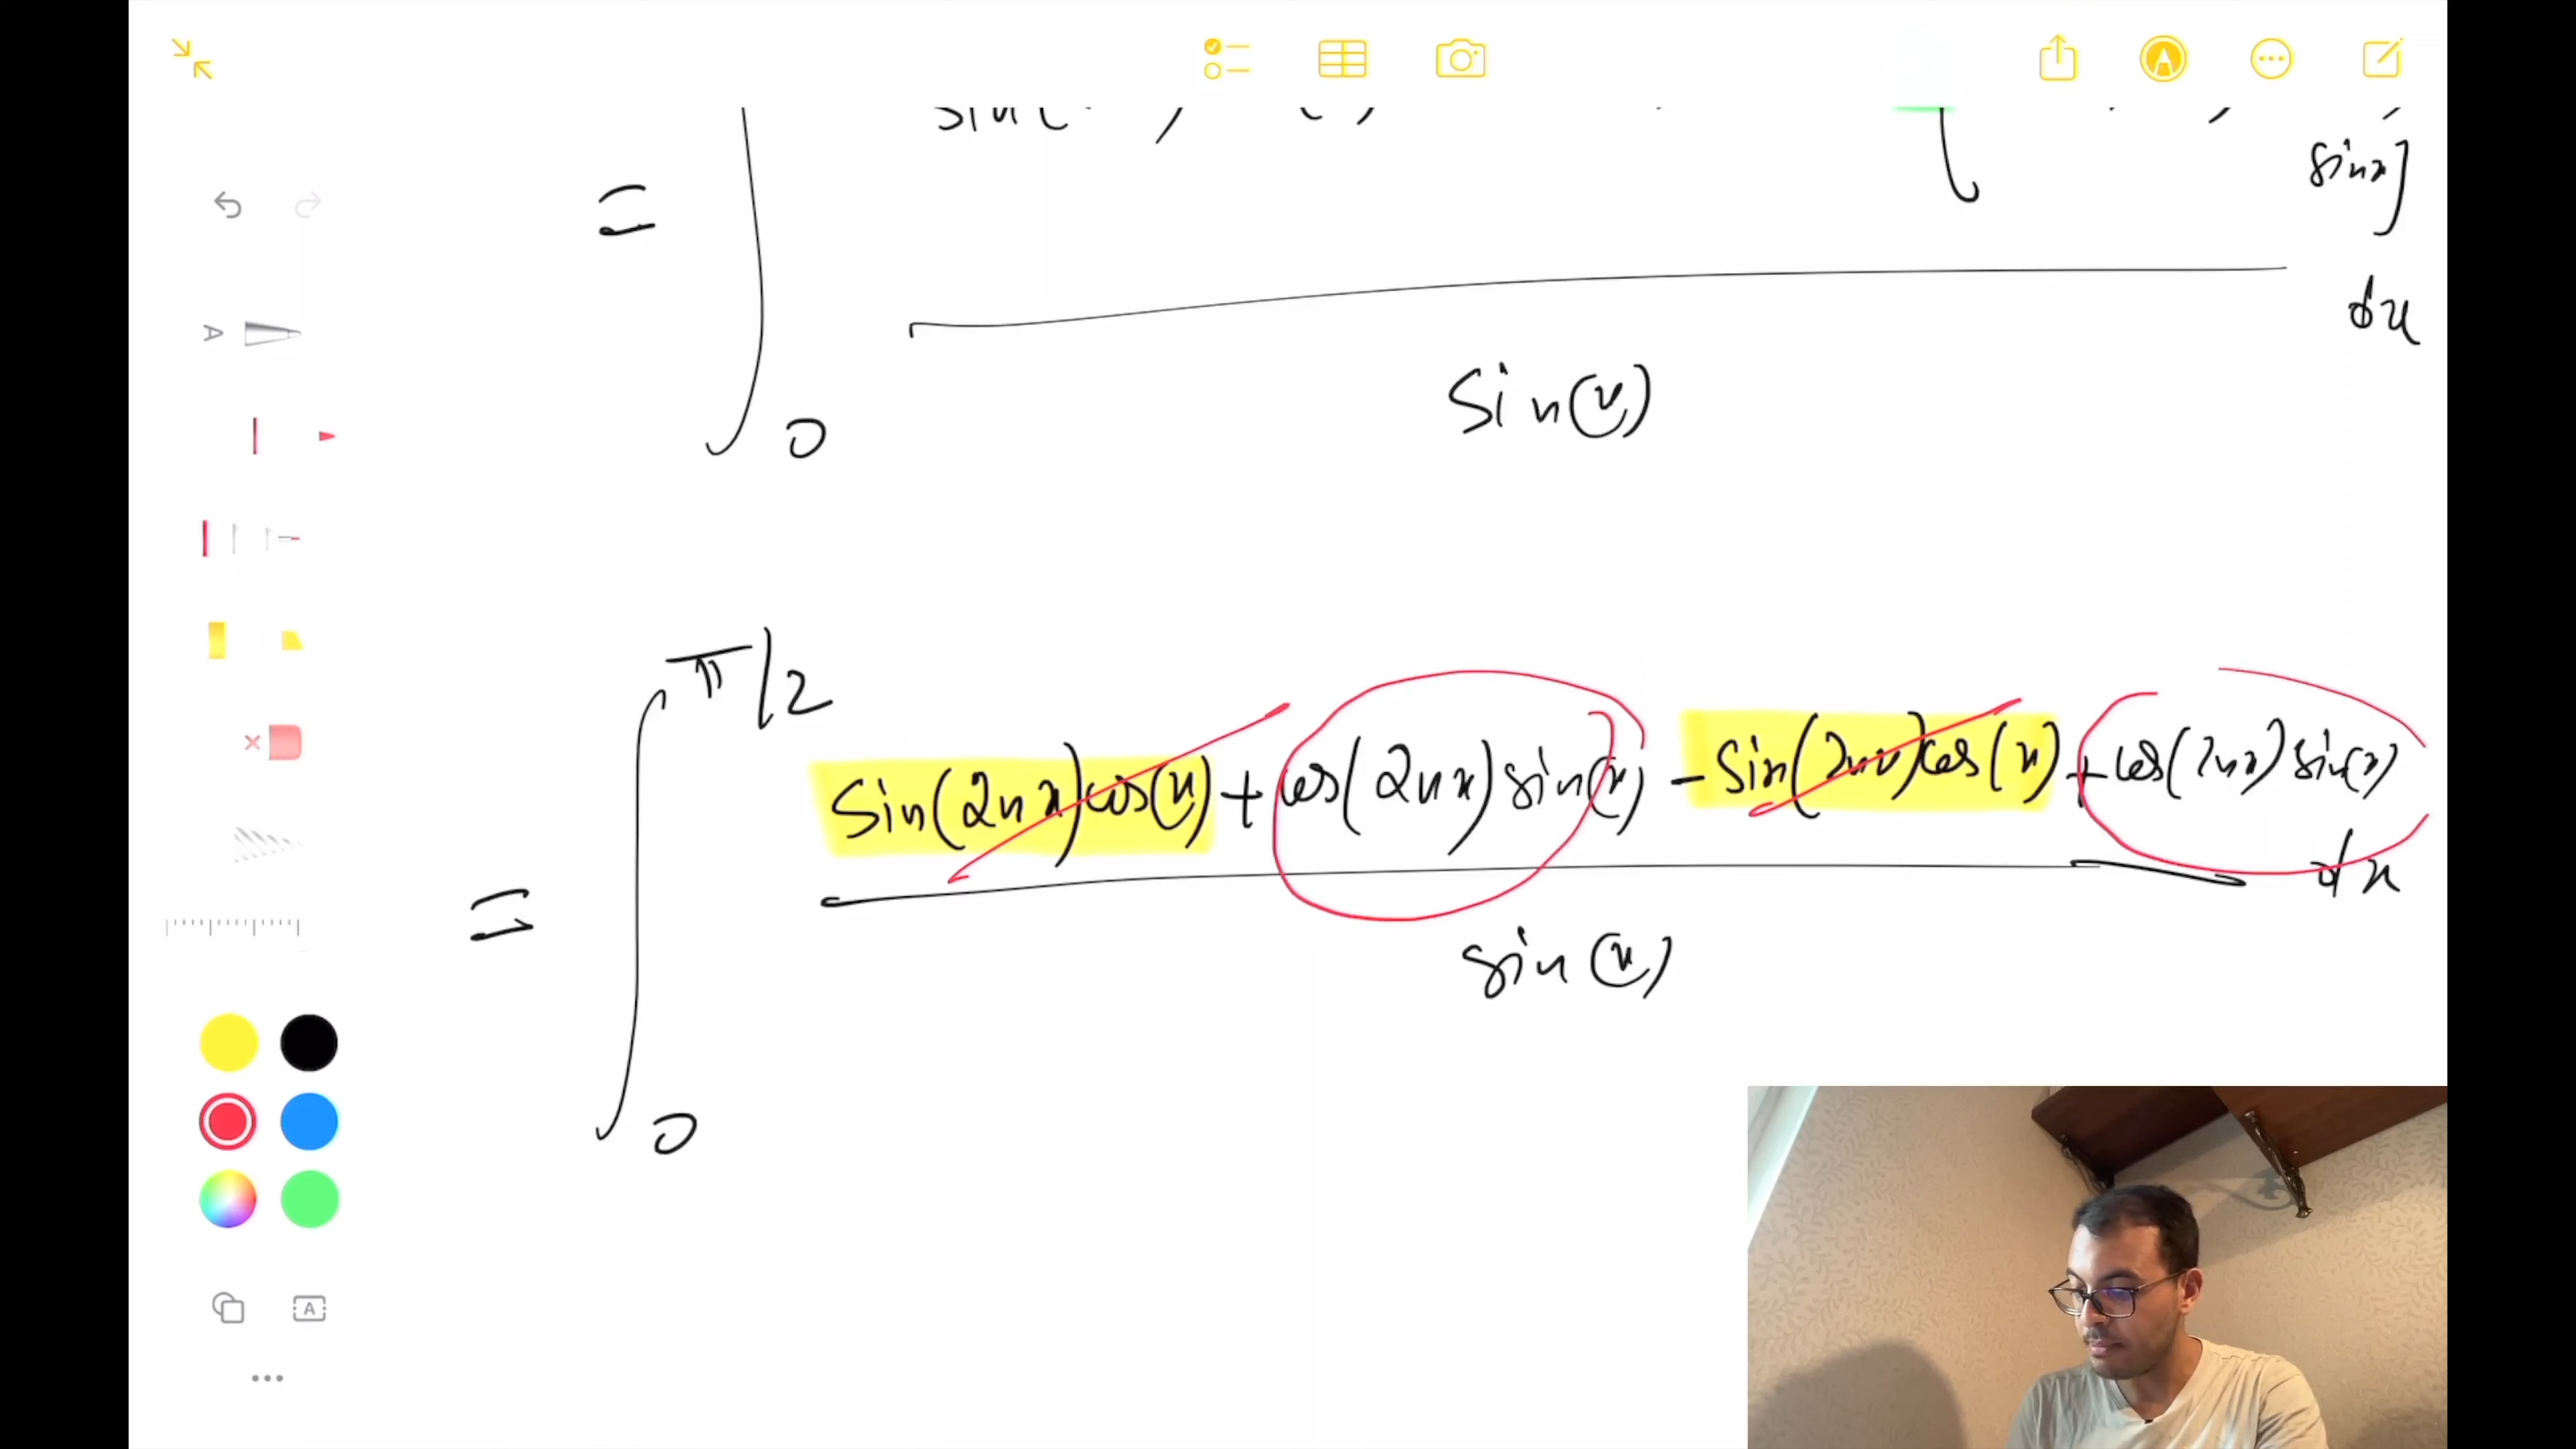 sin x]
= ∫ dx
0
sin(x)
π/2
sin(2nx)cos(x) + cos(2nx)sin(x) - sin(2nx)cos(x) + cos(2nx)sin(x)
= ∫ dx
sin(x)
0